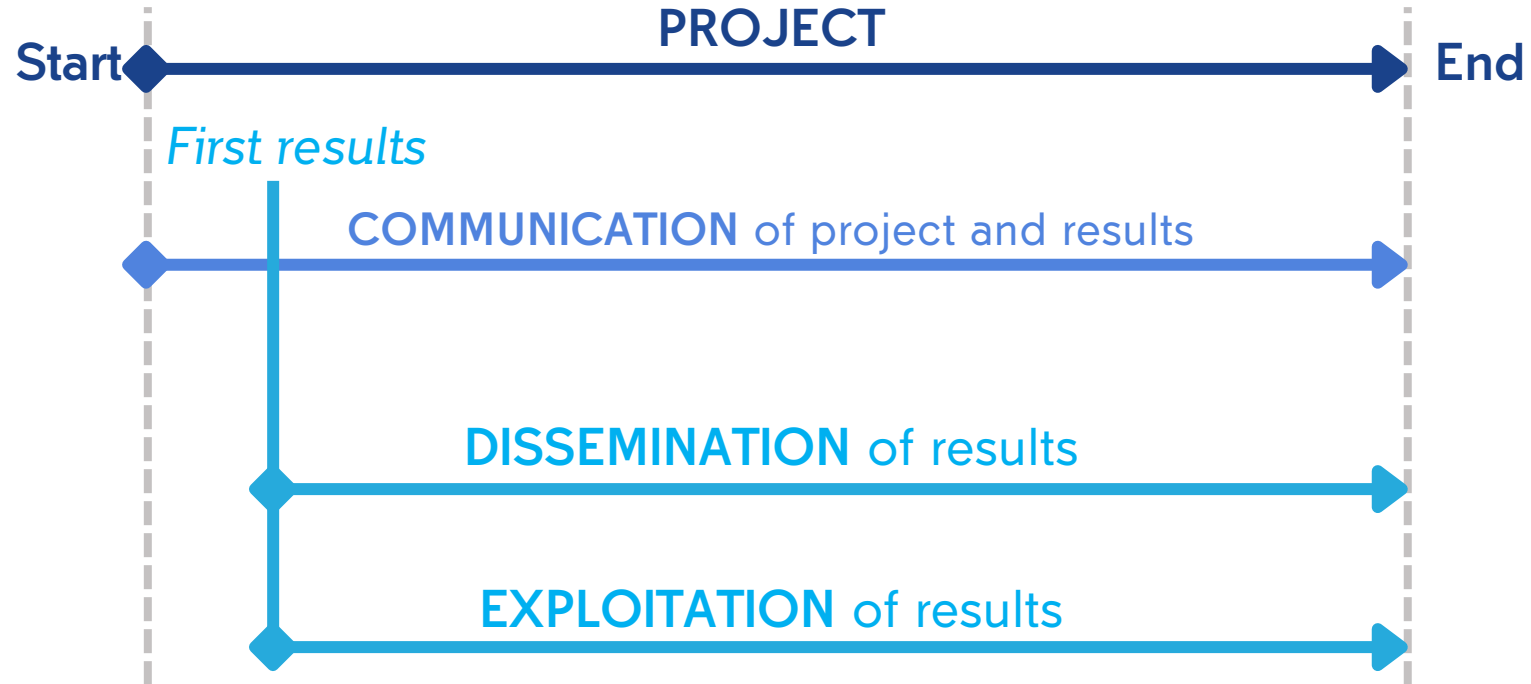 PROJECT
Start
End
First results
COMMUNICATION of project and results
DISSEMINATION of results
EXPLOITATION of results